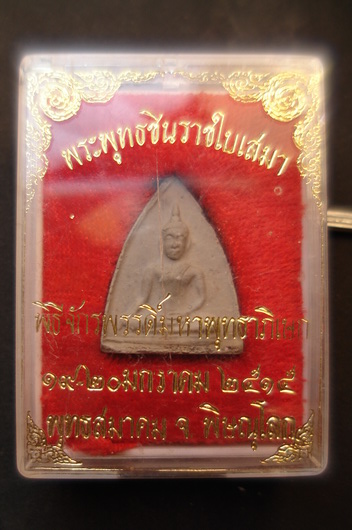 พระพุทธชินราชใบเสมา
พิธีจักรพรรดิ์มหาพุทธาภิเษก
๑๙-๒๐ มกราคม ๒๕๑๕
พุทธสมาคม จ. พิษณุโลก